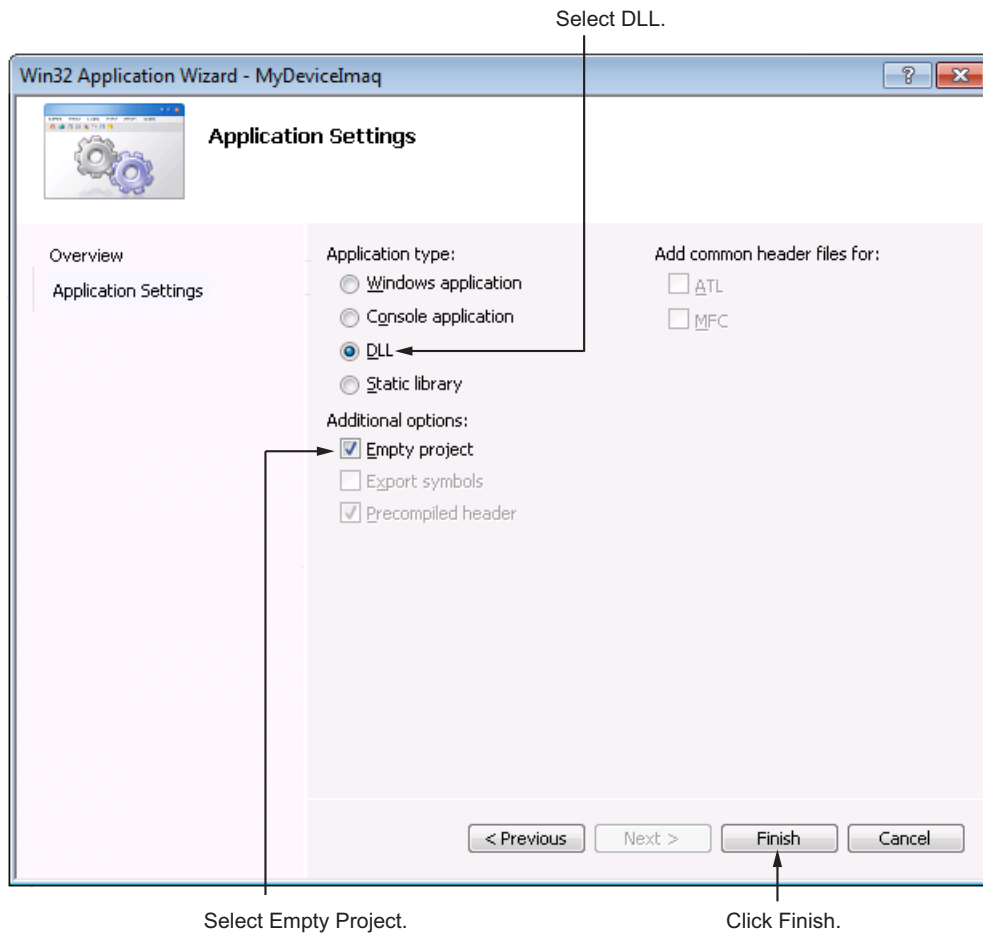 Select DLL.
Win32 Application Wizard - MyDeviceImaq
Application Settings
Overview
Application Settings
Application type:
Windows application
Console application
DLL
Static library
Additional options:
Empty project
Export symbols
Precompiled header
Add common header files for:
ATL
MFC
< Previous
Next >
Finish
Cancel
Select Empty Project.
Click Finish.